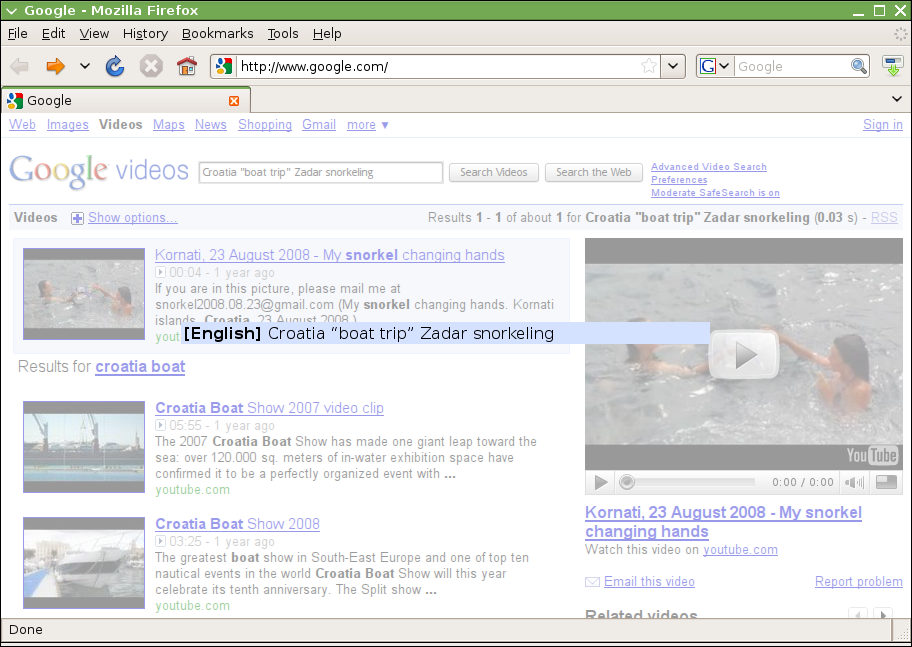 Google - Mozilla Firefox
File Edit View History Bookmarks Tools Help
http://www.google.com/
G Google
Google
Web Images Videos Maps News Shopping Gmail more ▼ Sign in
Google videos
Croatia "boat trip" Zadar snorkeling
Search Videos Search the Web
Advanced Video Search
Preferences
Moderate SafeSearch is on
Videos Show options... Results 1 - 1 of about 1 for Croatia "boat trip" Zadar snorkeling (0.03 s) - RSS
Kornati, 23 August 2008 - My snorkel changing hands
00:04 - 1 year ago
If you are in this picture, please mail me at
snorkel2008.08.23@gmail.com (My snorkel changing hands. Kornati
islands, Croatia, 23 August 2008.)
yout
[English] Croatia “boat trip” Zadar snorkeling
Results for croatia boat
Croatia Boat Show 2007 video clip
05:55 - 1 year ago
The 2007 Croatia Boat Show has made one giant leap toward the
sea: over 120.000 sq. meters of in-water exhibition space have
confirmed it to be a perfectly organized event with ...
youtube.com
Croatia Boat Show 2008
03:25 - 1 year ago
The greatest boat show in South-East Europe and one of top ten
nautical events in the world Croatia Boat Show will this year
celebrate its tenth anniversary. The Split show ...
youtube.com
YouTube
0:00 / 0:00
Kornati, 23 August 2008 - My snorkel
changing hands
Watch this video on youtube.com
Email this video Report problem
Related videos
Done